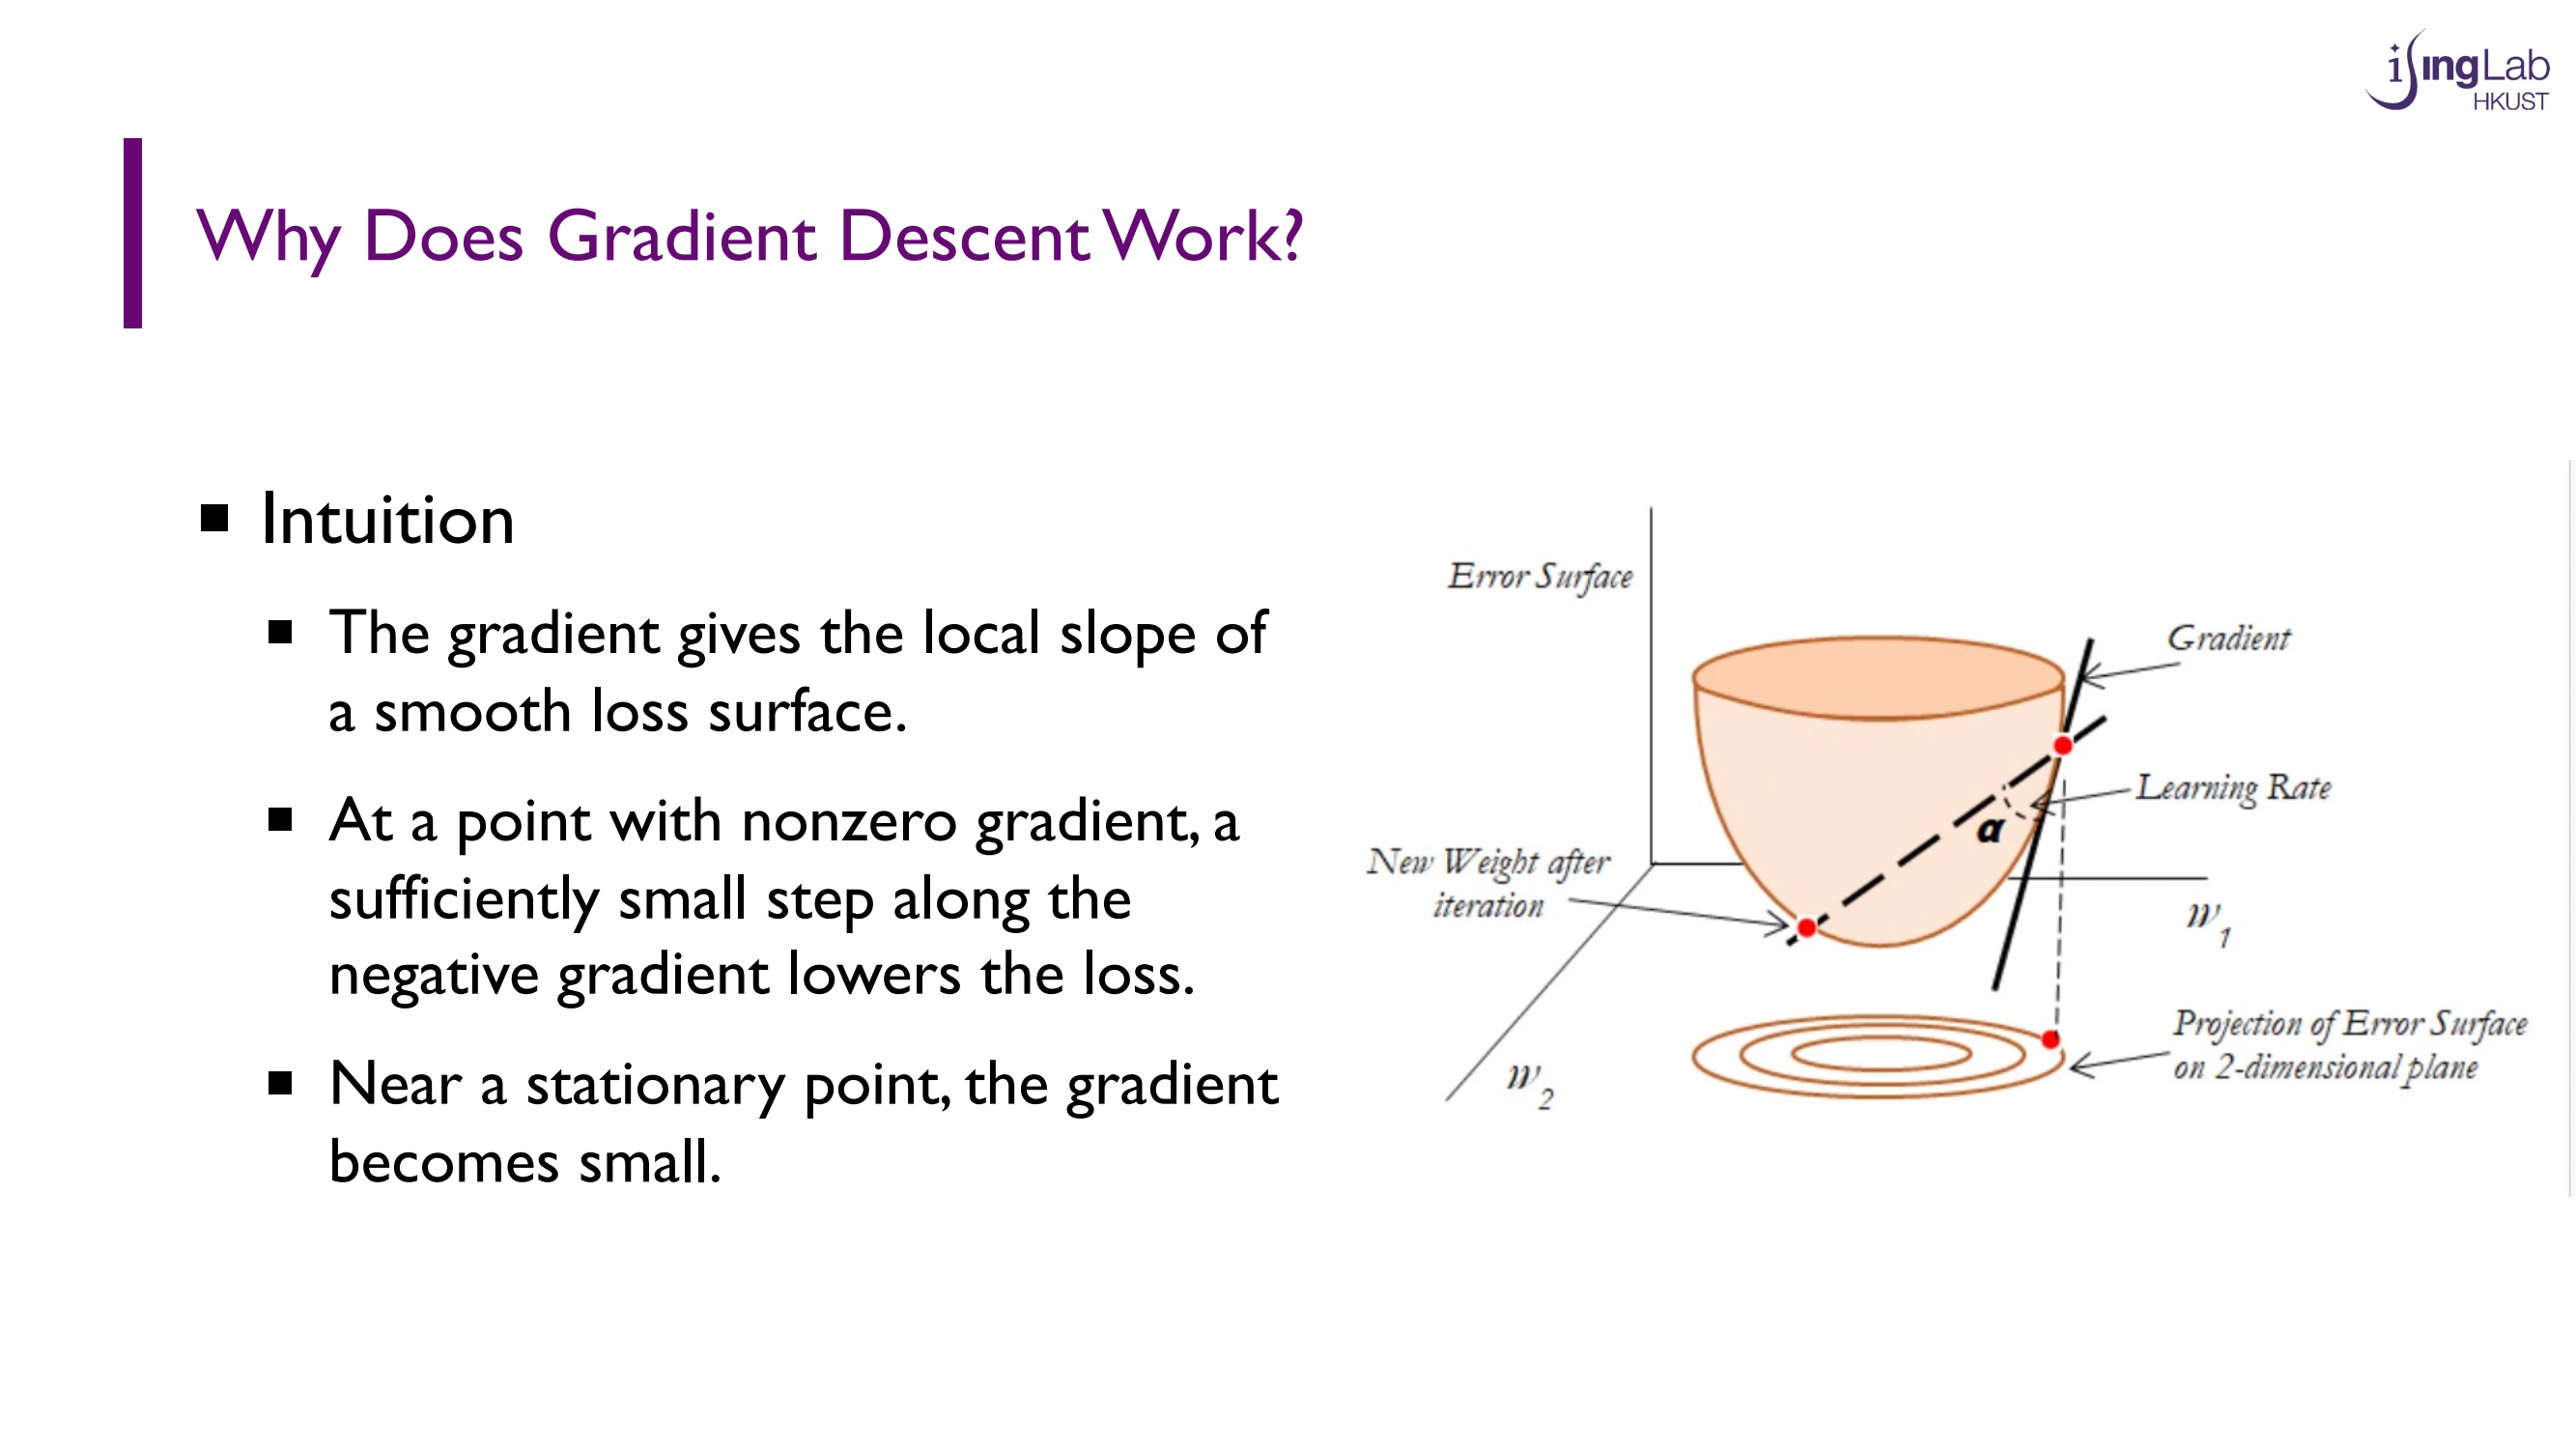 iSingLab
HKUST
Why Does Gradient Descent Work?
■ Intuition
■ The gradient gives the local slope of
a smooth loss surface.
■ At a point with nonzero gradient, a
sufficiently small step along the
negative gradient lowers the loss.
■ Near a stationary point, the gradient
becomes small.
Error Surface
Gradient
Learning Rate
α
New Weight after
iteration
w1
w2
Projection of Error Surface
on 2-dimensional plane